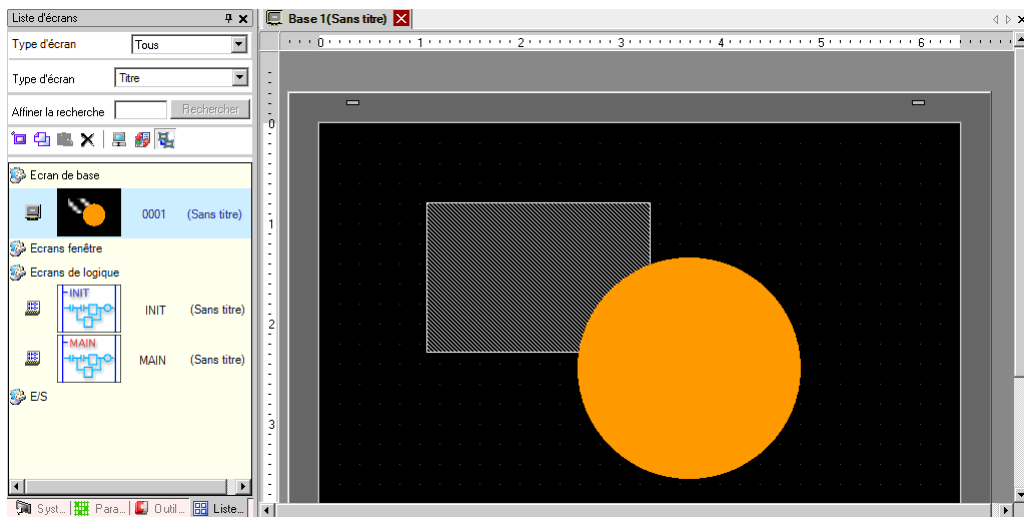 Liste d'écrans
Base 1(Sans titre)
Type d'écran
Tous
Type d'écran
Titre
Affiner la recherche
Rechercher
Ecran de base
0001 (Sans titre)
Ecrans fenêtre
Ecrans de logique
INIT
INIT (Sans titre)
MAIN
MAIN (Sans titre)
E/S
Syst... Para... Outil... Liste...
0 1 2 3 4 5 6
0
1
2
3